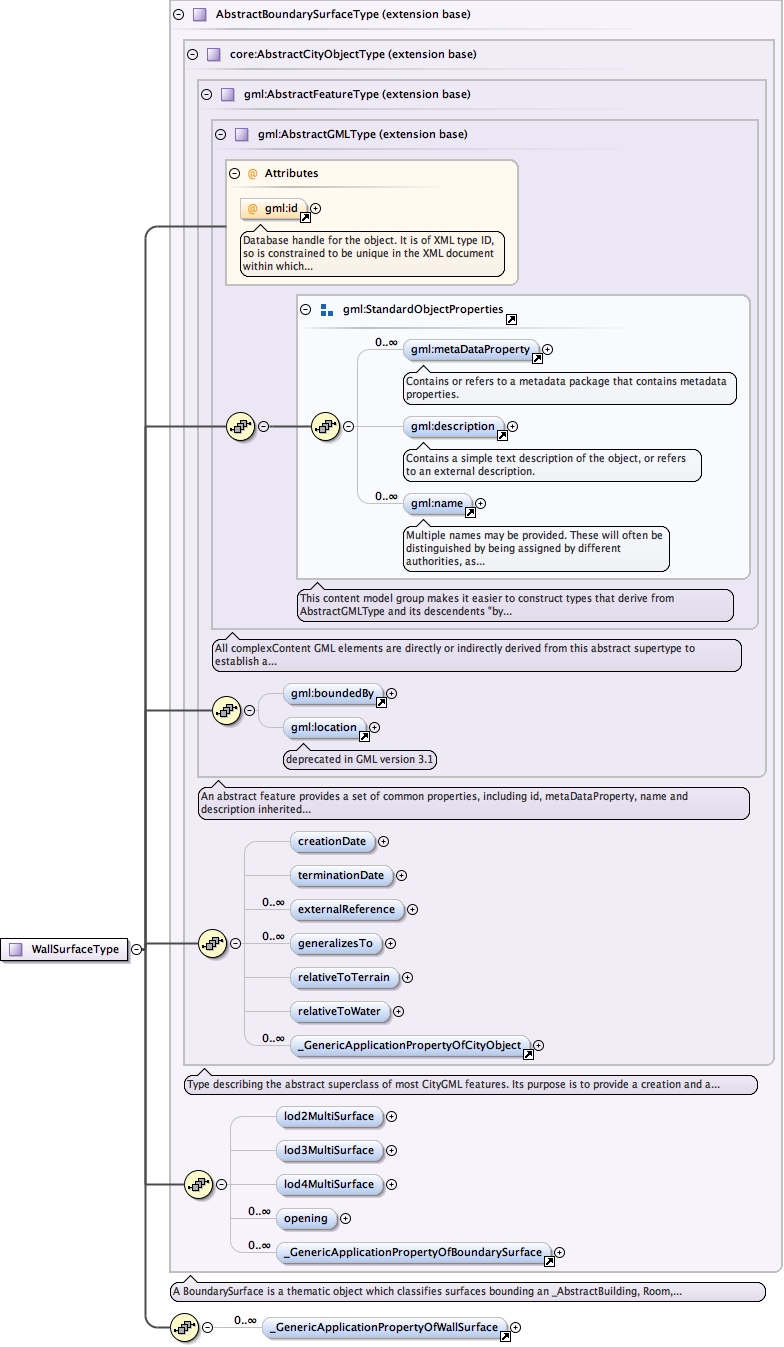 AbstractBoundarySurfaceType (extension base)
core:AbstractCityObjectType (extension base)
gml:AbstractFeatureType (extension base)
gml:AbstractGMLType (extension base)
@ Attributes
@ gml:id
Database handle for the object. It is of XML type ID,
so is constrained to be unique in the XML document
within which...
gml:StandardObjectProperties
0..∞ gml:metaDataProperty
Contains or refers to a metadata package that contains metadata
properties.
gml:description
Contains a simple text description of the object, or refers
to an external description.
0..∞ gml:name
Multiple names may be provided. These will often be
distinguished by being assigned by different
authorities, as...
This content model group makes it easier to construct types that derive from
AbstractGMLType and its descendents "by...
All complexContent GML elements are directly or indirectly derived from this abstract supertype to
establish a...
gml:boundedBy
gml:location
deprecated in GML version 3.1
An abstract feature provides a set of common properties, including id, metaDataProperty, name and
description inherited...
creationDate
terminationDate
0..∞ externalReference
0..∞ generalizesTo
WallSurfaceType
relativeToTerrain
relativeToWater
0..∞ _GenericApplicationPropertyOfCityObject
Type describing the abstract superclass of most CityGML features. Its purpose is to provide a creation and a...
lod2MultiSurface
lod3MultiSurface
lod4MultiSurface
0..∞ opening
0..∞ _GenericApplicationPropertyOfBoundarySurface
A BoundarySurface is a thematic object which classifies surfaces bounding an _AbstractBuilding, Room,...
0..∞ _GenericApplicationPropertyOfWallSurface